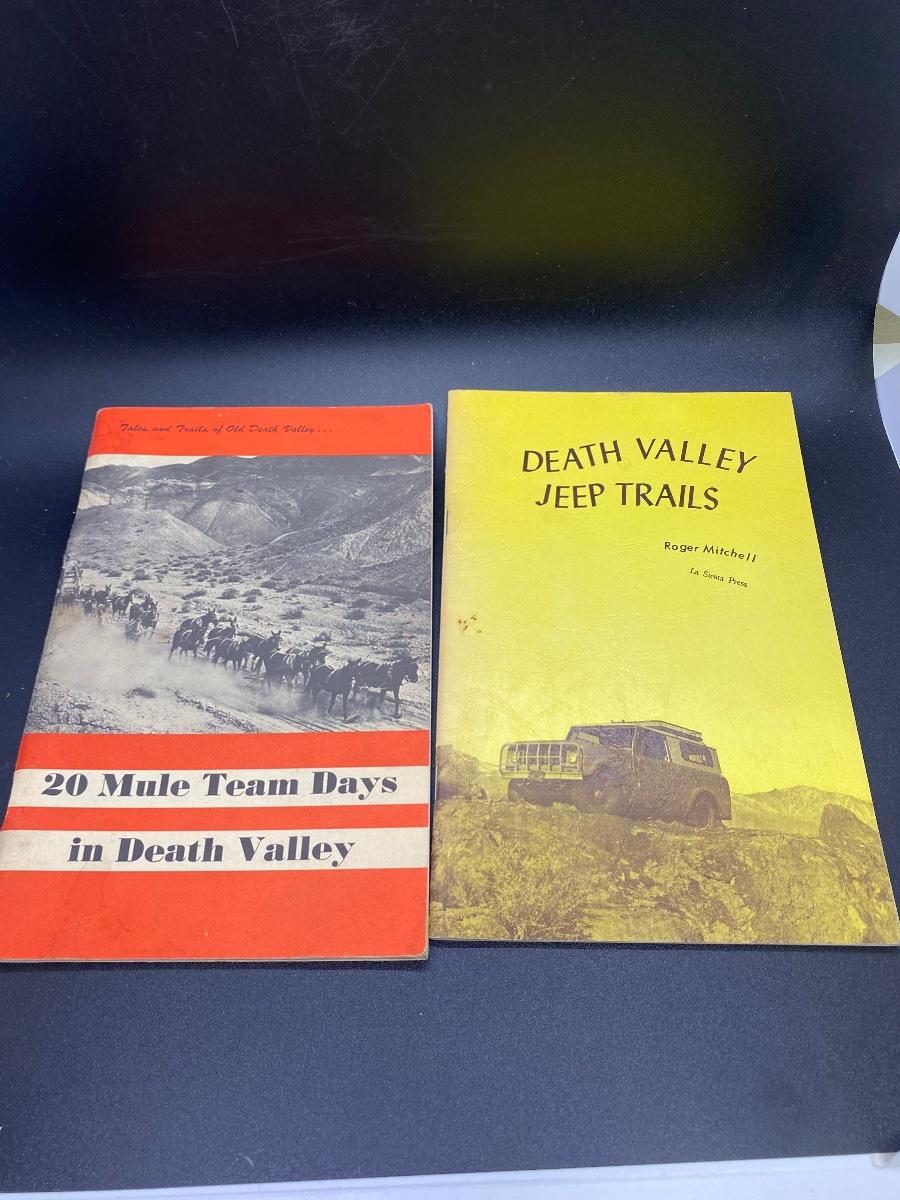 Tales and Trails of Old Death Valley...
20 Mule Team Days
in Death Valley
DEATH VALLEY
JEEP TRAILS
Roger Mitchell
La Siesta Press